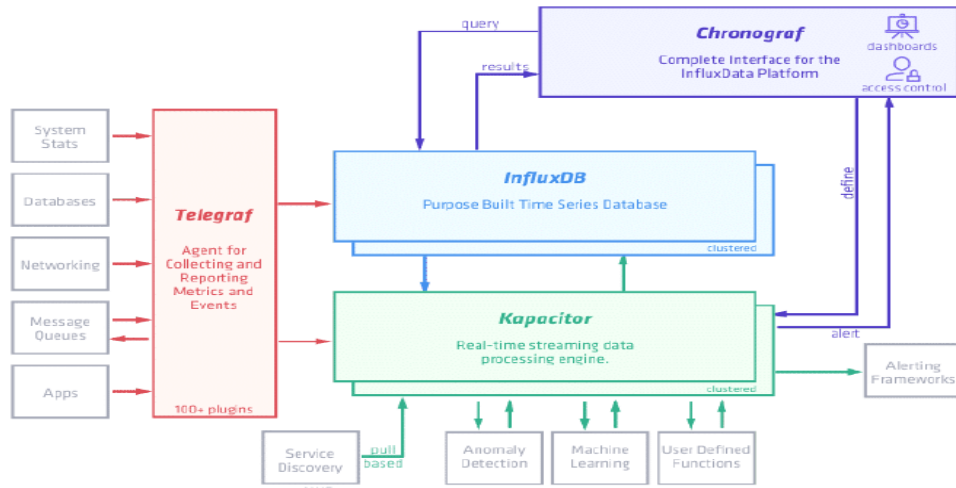 Chronograf
Complete Interface for the
InfluxData Platform
dashboards
access control
query
results
define
alert
System
Stats
Databases
Networking
Message
Queues
Apps
Telegraf
Agent for
Collecting and
Reporting
Metrics and
Events
100+ plugins
InfluxDB
Purpose Built Time Series Database
clustered
Kapacitor
Real-time streaming data
processing engine.
clustered
Alerting
Frameworks
Service
Discovery
pull
based
Anomaly
Detection
Machine
Learning
User Defined
Functions